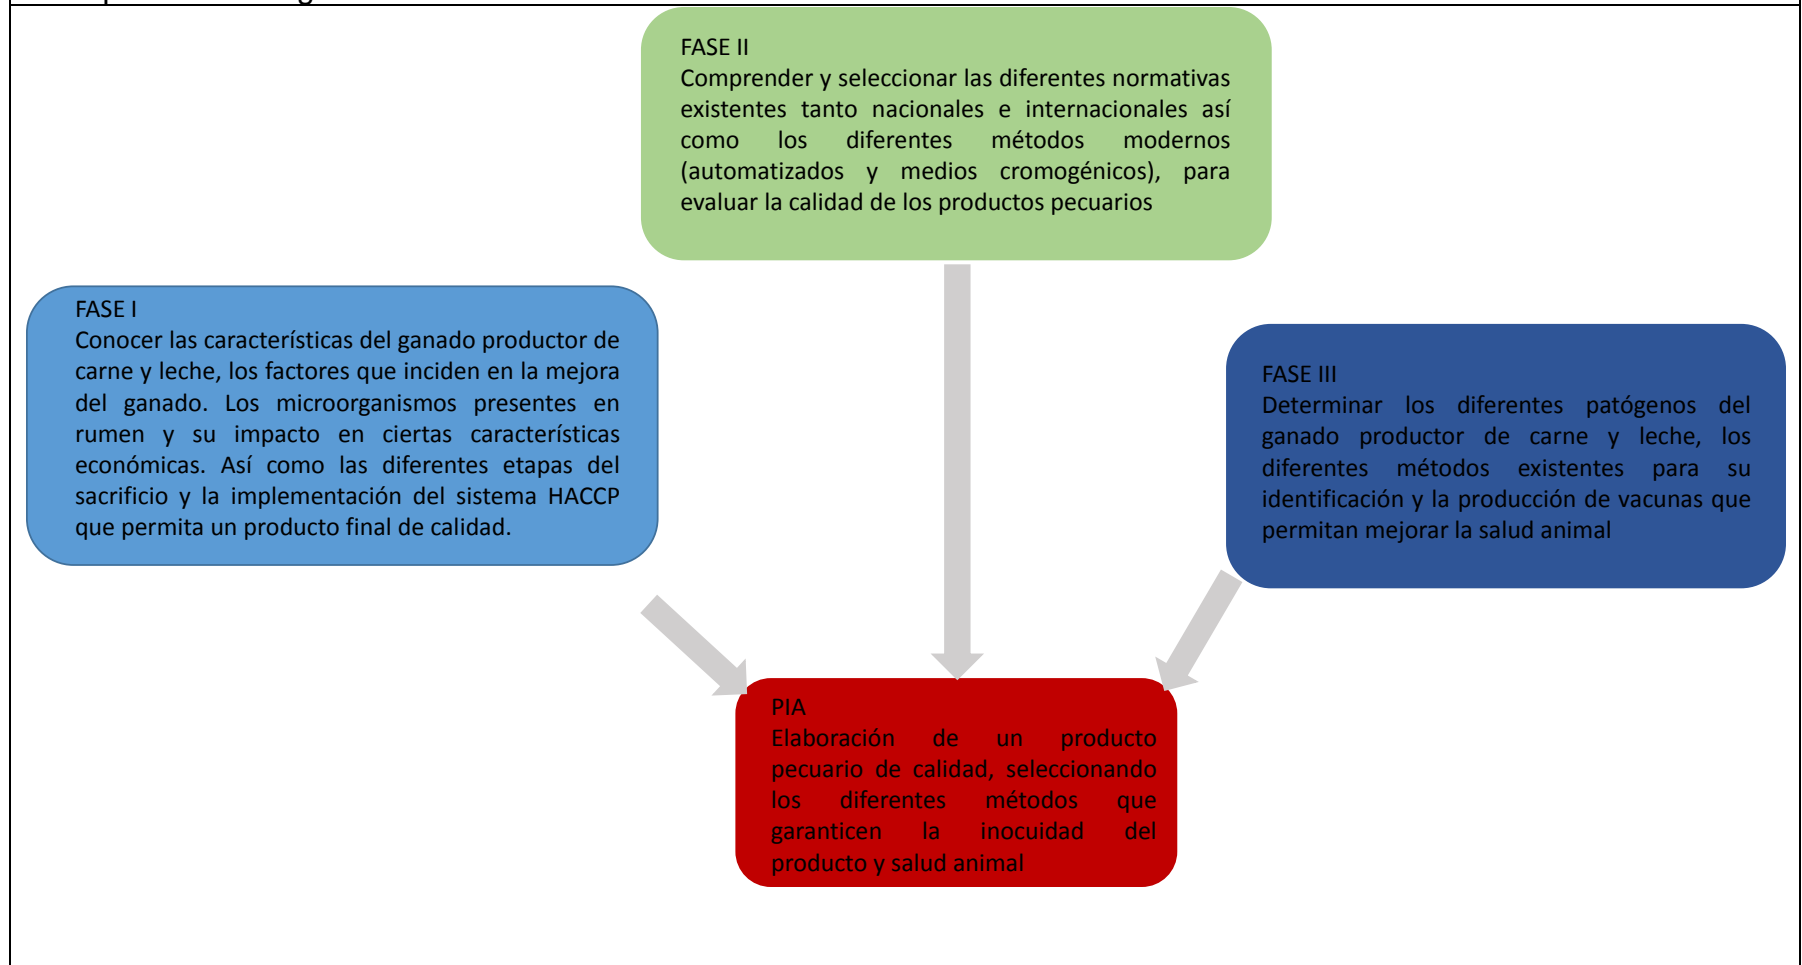 FASE II
Comprender y seleccionar las diferentes normativas
existentes tanto nacionales e internacionales así
como los diferentes métodos modernos
(automatizados y medios cromogénicos), para
evaluar la calidad de los productos pecuarios
FASE I
Conocer las características del ganado productor de
carne y leche, los factores que inciden en la mejora
del ganado. Los microorganismos presentes en
rumen y su impacto en ciertas características
económicas. Así como las diferentes etapas del
sacrificio y la implementación del sistema HACCP
que permita un producto final de calidad.
FASE III
Determinar los diferentes patógenos del
ganado productor de carne y leche, los
diferentes métodos existentes para su
identificación y la producción de vacunas que
permitan mejorar la salud animal
PIA
Elaboración de un producto
pecuario de calidad, seleccionando
los diferentes métodos que
garanticen la inocuidad del
producto y salud animal